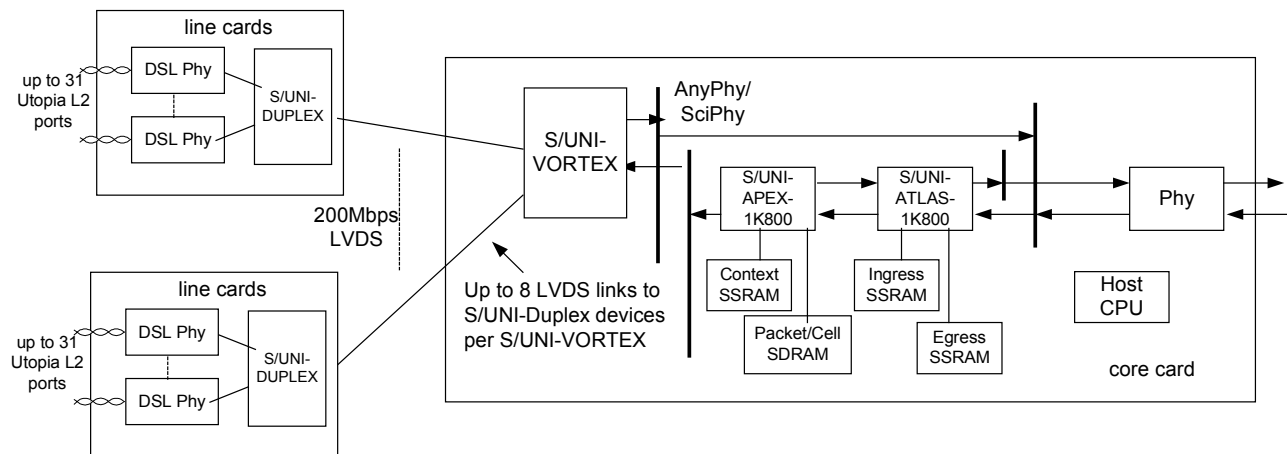 line cards
up to 31
Utopia L2
ports
DSL Phy
DSL Phy
S/UNI-
DUPLEX
200Mbps
LVDS
line cards
up to 31
Utopia L2
ports
DSL Phy
DSL Phy
S/UNI-
DUPLEX
S/UNI-
VORTEX
AnyPhy/
SciPhy
S/UNI-
APEX-
1K800
S/UNI-
ATLAS-
1K800
Phy
Up to 8 LVDS links to
S/UNI-Duplex devices
per S/UNI-VORTEX
Context
SSRAM
Packet/Cell
SDRAM
Ingress
SSRAM
Egress
SSRAM
Host
CPU
core card